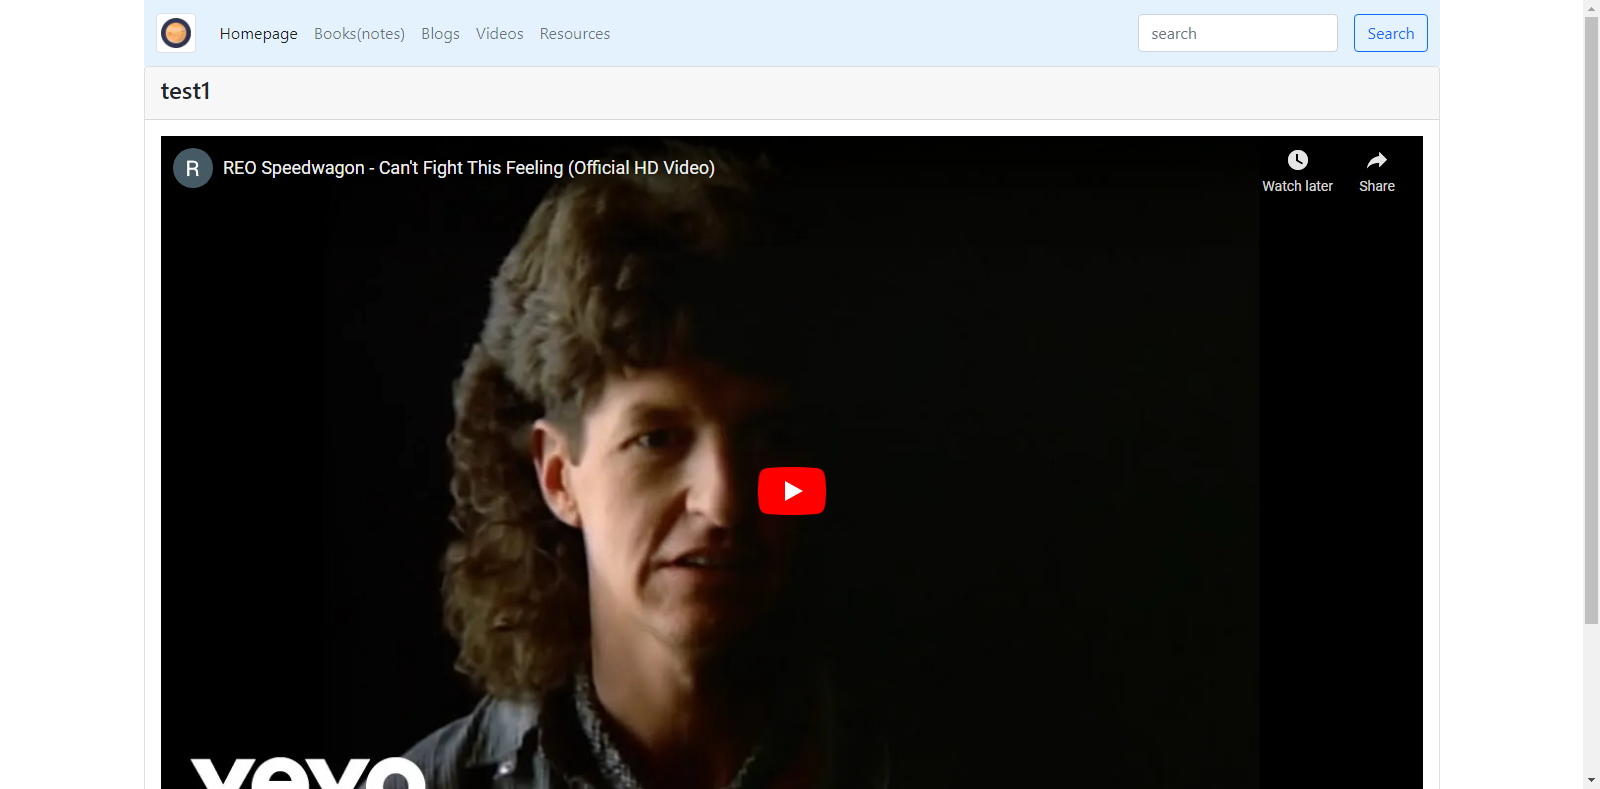 Homepage Books(notes) Blogs Videos Resources search Search
test1
R REO Speedwagon - Can't Fight This Feeling (Official HD Video)
Watch later Share
vevo